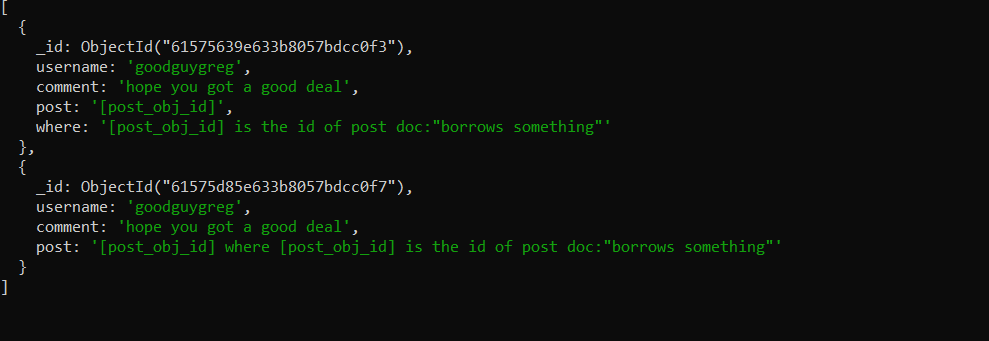 [
  {
    _id: ObjectId("61575639e633b8057bdcc0f3"),
    username: 'goodguygreg',
    comment: 'hope you got a good deal',
    post: '[post_obj_id]',
    where: '[post_obj_id] is the id of post doc:"borrows something"'
  },
  {
    _id: ObjectId("61575d85e633b8057bdcc0f7"),
    username: 'goodguygreg',
    comment: 'hope you got a good deal',
    post: '[post_obj_id] where [post_obj_id] is the id of post doc:"borrows something"'
  }
]